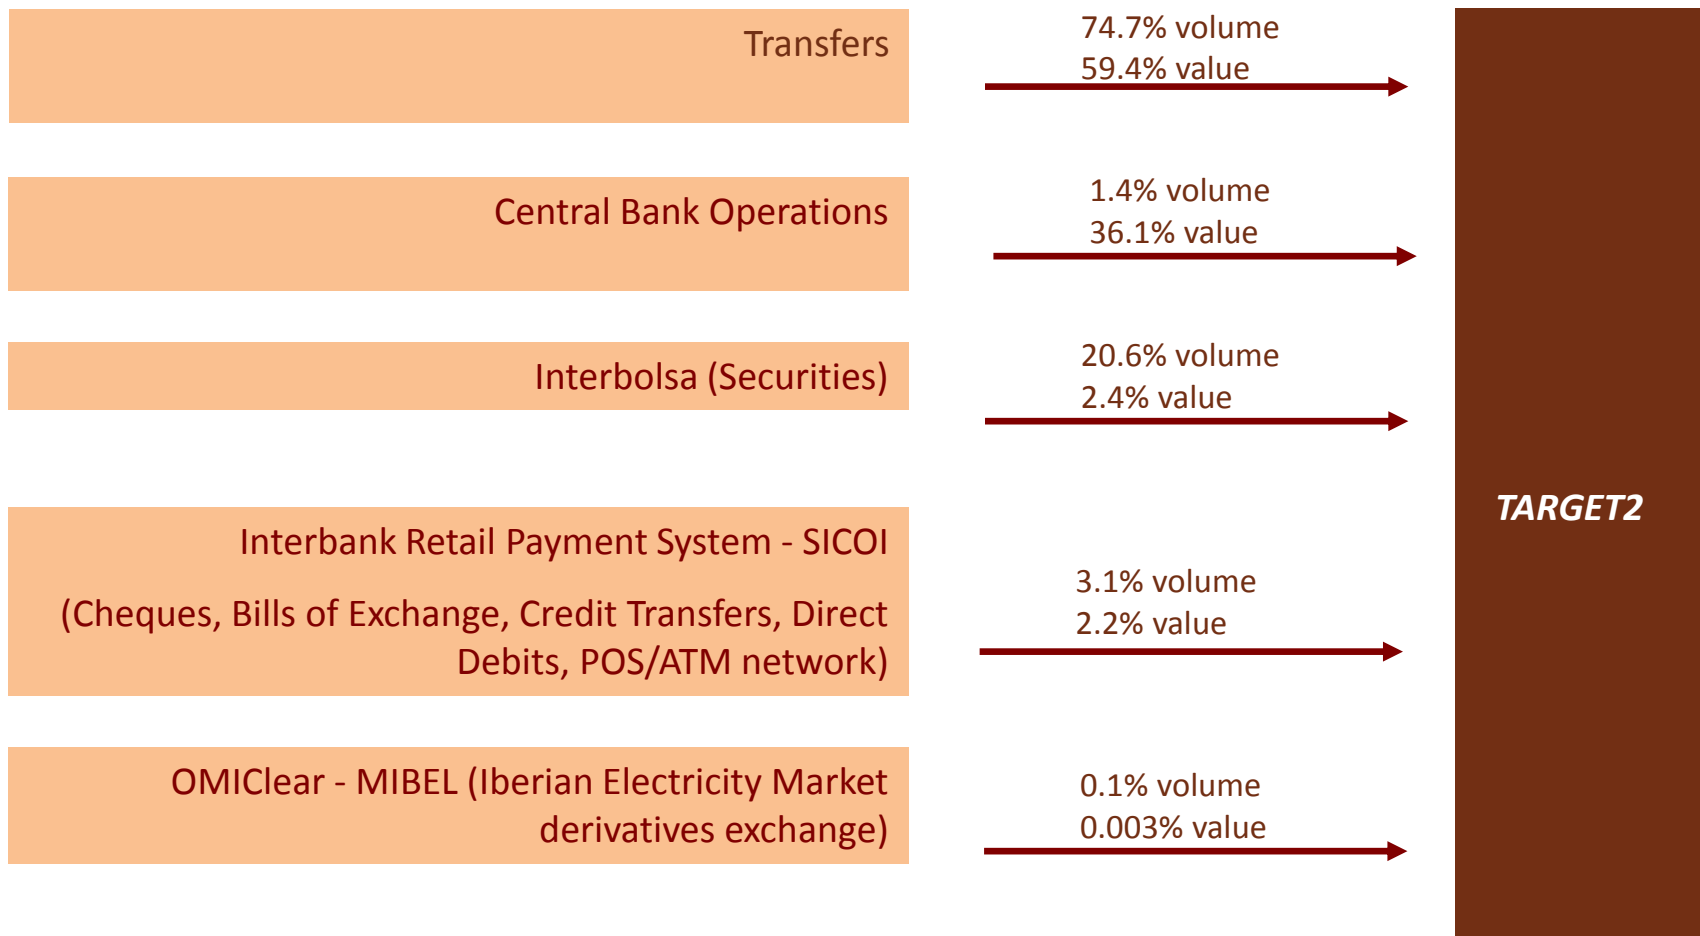 Transfers
74.7% volume
59.4% value
Central Bank Operations
1.4% volume
36.1% value
Interbolsa (Securities)
20.6% volume
2.4% value
TARGET2
Interbank Retail Payment System - SICOI
(Cheques, Bills of Exchange, Credit Transfers, Direct
Debits, POS/ATM network)
3.1% volume
2.2% value
OMIClear - MIBEL (Iberian Electricity Market
derivatives exchange)
0.1% volume
0.003% value